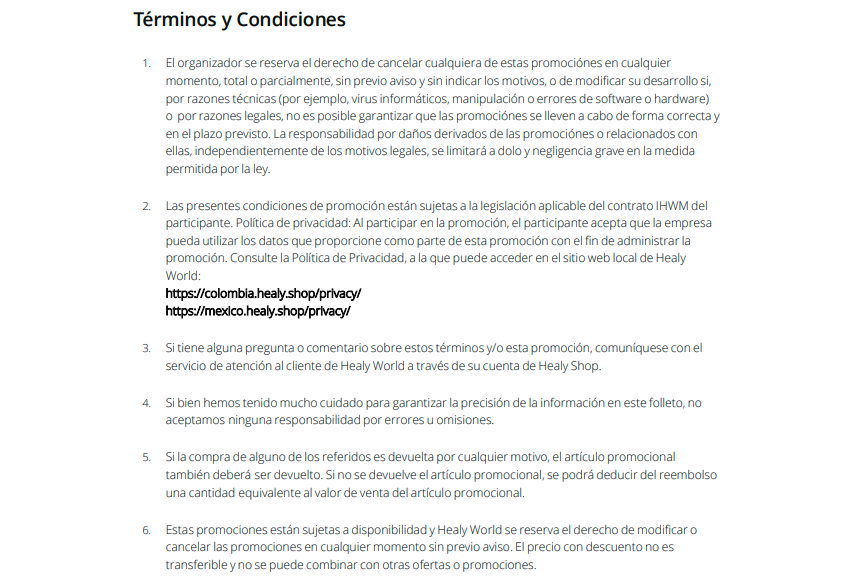 Términos y Condiciones
1. El organizador se reserva el derecho de cancelar cualquiera de estas promociónes en cualquier
momento, total o parcialmente, sin previo aviso y sin indicar los motivos, o de modificar su desarrollo si,
por razones técnicas (por ejemplo, virus informáticos, manipulación o errores de software o hardware)
o por razones legales, no es posible garantizar que las promociónes se lleven a cabo de forma correcta y
en el plazo previsto. La responsabilidad por daños derivados de las promociónes o relacionados con
ellas, independientemente de los motivos legales, se limitará a dolo y negligencia grave en la medida
permitida por la ley.
2. Las presentes condiciones de promoción están sujetas a la legislación aplicable del contrato IHWM del
participante. Política de privacidad: Al participar en la promoción, el participante acepta que la empresa
pueda utilizar los datos que proporcione como parte de esta promoción con el fin de administrar la
promoción. Consulte la Política de Privacidad, a la que puede acceder en el sitio web local de Healy
World:
https://colombia.healy.shop/privacy/
https://mexico.healy.shop/privacy/
3. Si tiene alguna pregunta o comentario sobre estos términos y/o esta promoción, comuníquese con el
servicio de atención al cliente de Healy World a través de su cuenta de Healy Shop.
4. Si bien hemos tenido mucho cuidado para garantizar la precisión de la información en este folleto, no
aceptamos ninguna responsabilidad por errores u omisiones.
5. Si la compra de alguno de los referidos es devuelta por cualquier motivo, el artículo promocional
también deberá ser devuelto. Si no se devuelve el artículo promocional, se podrá deducir del reembolso
una cantidad equivalente al valor de venta del artículo promocional.
6. Estas promociones están sujetas a disponibilidad y Healy World se reserva el derecho de modificar o
cancelar las promociones en cualquier momento sin previo aviso. El precio con descuento no es
transferible y no se puede combinar con otras ofertas o promociones.